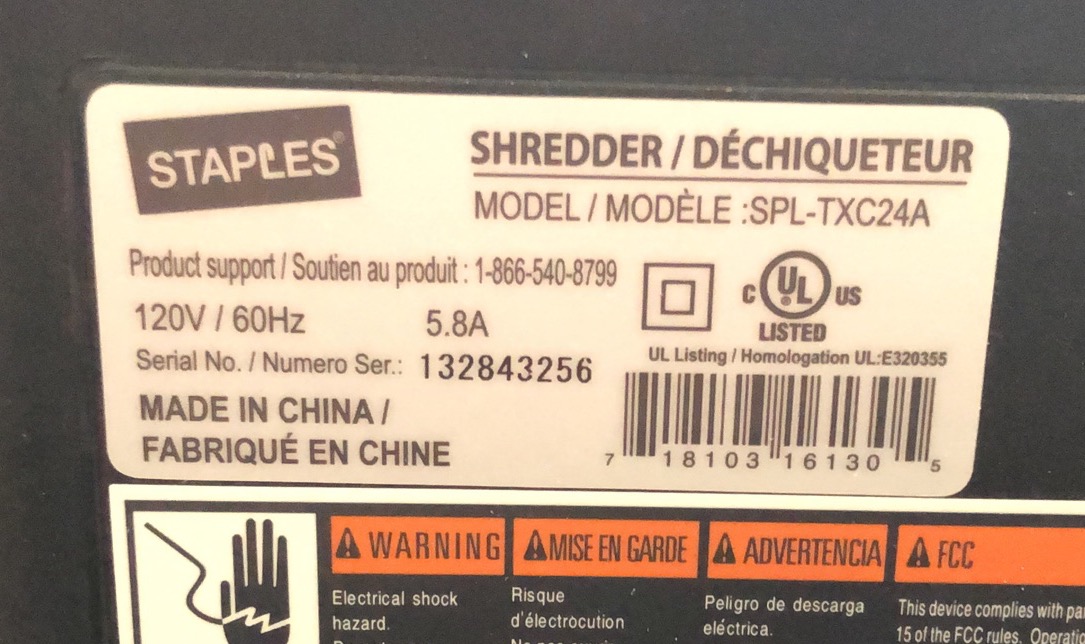 STAPLES®
SHREDDER / DÉCHIQUETEUR
MODEL / MODÈLE :SPL-TXC24A
Product support / Soutien au produit : 1-866-540-8799
120V / 60Hz 5.8A
Serial No. / Numero Ser.: 132843256
MADE IN CHINA /
FABRIQUÉ EN CHINE
C UL US
LISTED
UL Listing / Homologation UL:E320355
7 18103 16130 5
WARNING
Electrical shock
hazard.
MISE EN GARDE
Risque
d'électrocution
ADVERTENCIA
Peligro de descarga
eléctrica.
FCC
This device complies with
15 of the FCC rules.